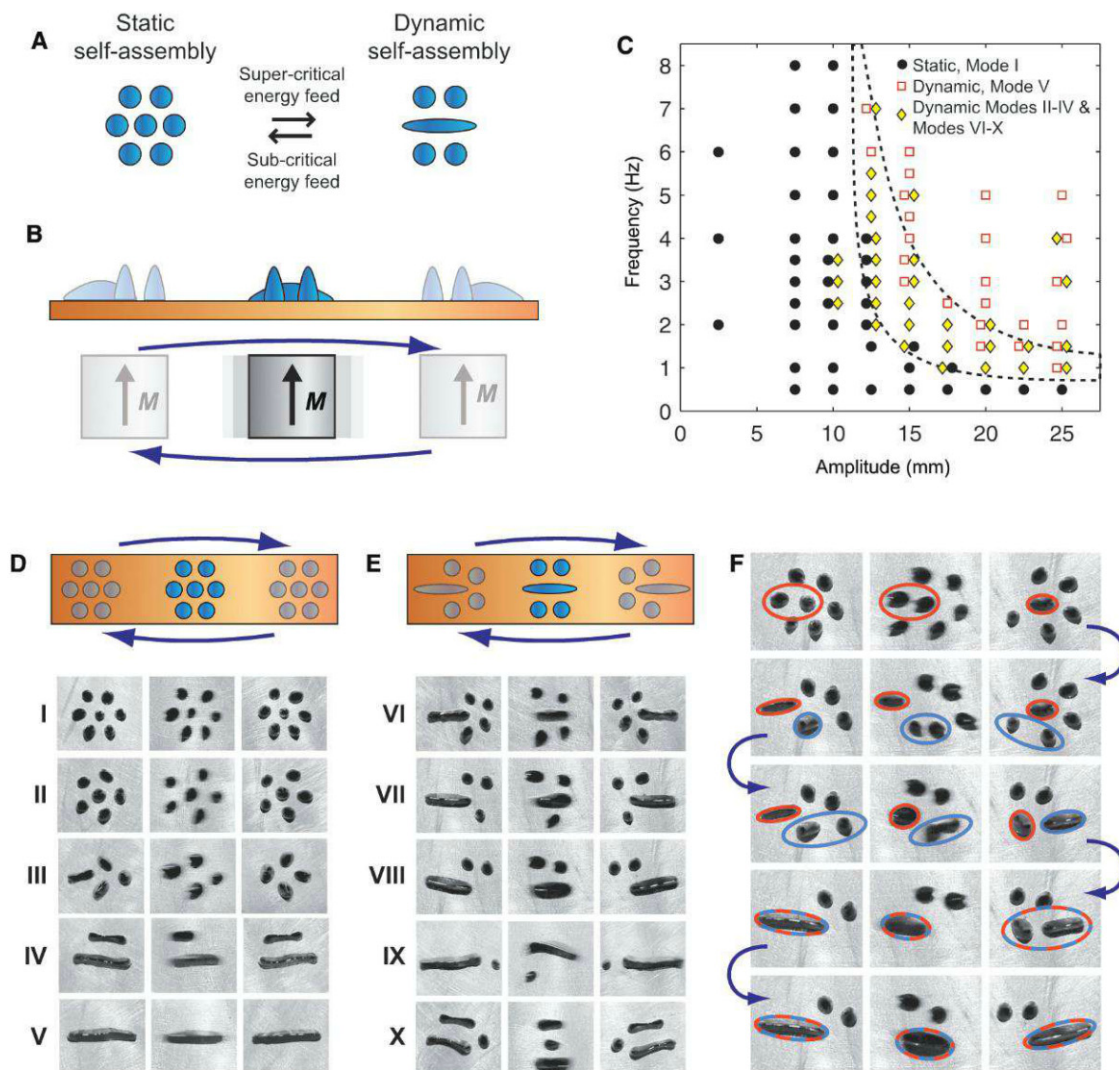 A
Static
self-assembly
Dynamic
self-assembly
Super-critical
energy feed
Sub-critical
energy feed
B
M
M
M
C
Static, Mode I
Dynamic, Mode V
Dynamic Modes II-IV &
Modes VI-X
Frequency (Hz)
8
7
6
5
4
3
2
1
0
0
5
10
15
20
25
Amplitude (mm)
D
I
II
III
IV
V
E
VI
VII
VIII
IX
X
F